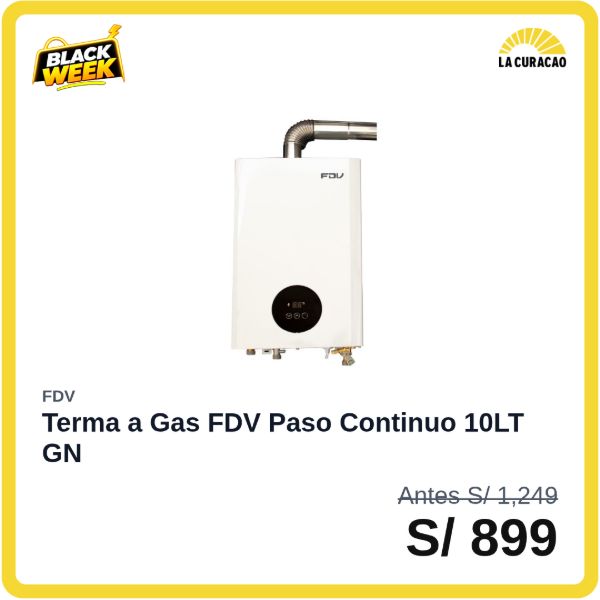 BLACK
WEEK
LA CURACAO
FDV
FDV
Terma a Gas FDV Paso Continuo 10LT
GN
Antes S/ 1,249
S/ 899